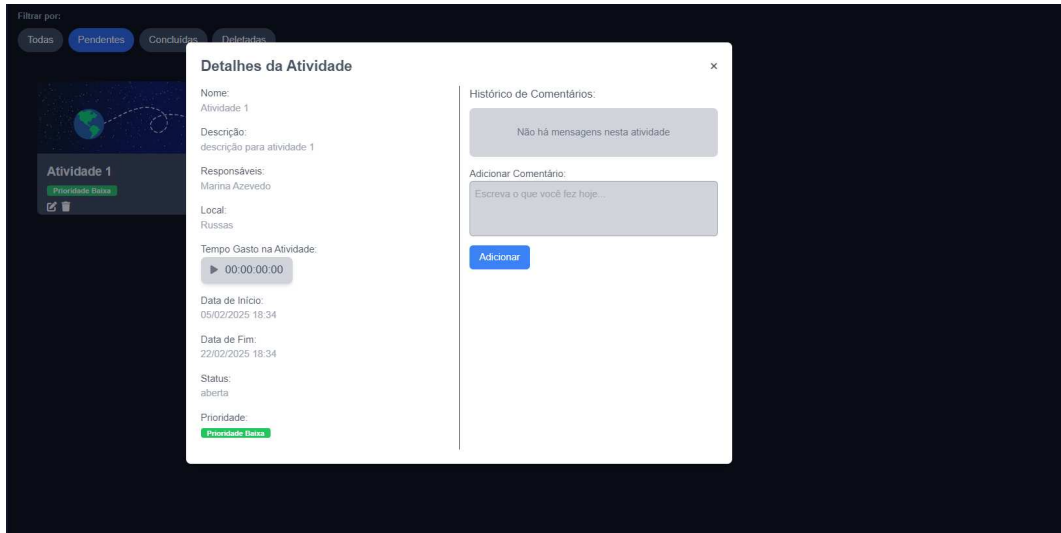 Filtrar por:
Todas Pendentes Concluídas Deletadas
Atividade 1
Prioridade Baixa
Detalhes da Atividade ×
Nome:
Atividade 1
Descrição:
descrição para atividade 1
Responsáveis:
Marina Azevedo
Local:
Russas
Tempo Gasto na Atividade:
00:00:00:00
Data de Início:
05/02/2025 18:34
Data de Fim:
22/02/2025 18:34
Status:
aberta
Prioridade:
Prioridade Baixa
Histórico de Comentários:
Não há mensagens nesta atividade
Adicionar Comentário:
Escreva o que você fez hoje...
Adicionar